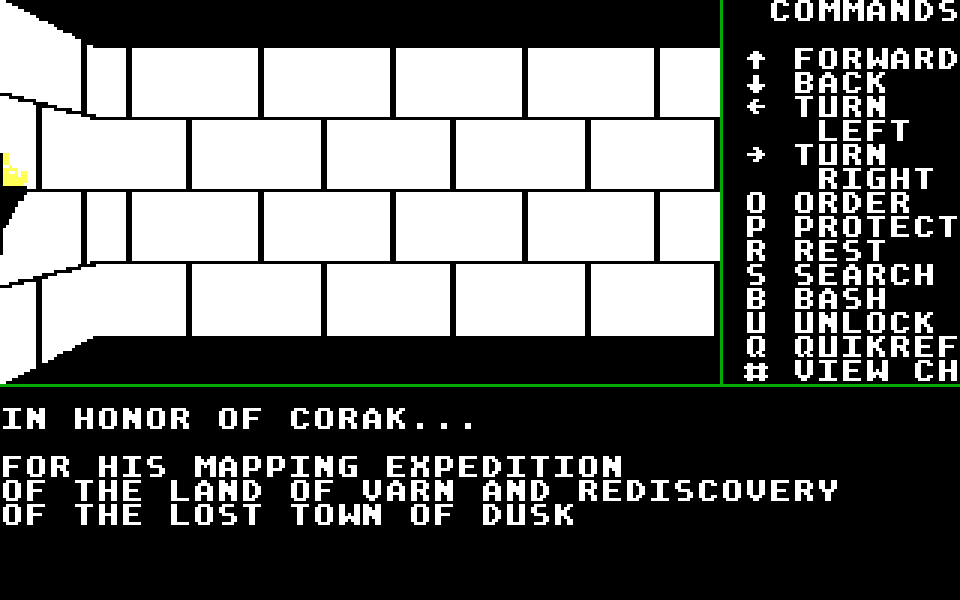 COMMANDS
↑ FORWARD
↓ BACK
← TURN
LEFT
→ TURN
RIGHT
O ORDER
P PROTECT
R REST
S SEARCH
B BASH
U UNLOCK
Q QUIKREF
# VIEW CH
IN HONOR OF CORAK...
FOR HIS MAPPING EXPEDITION
OF THE LAND OF VARN AND REDISCOVERY
OF THE LOST TOWN OF DUSK